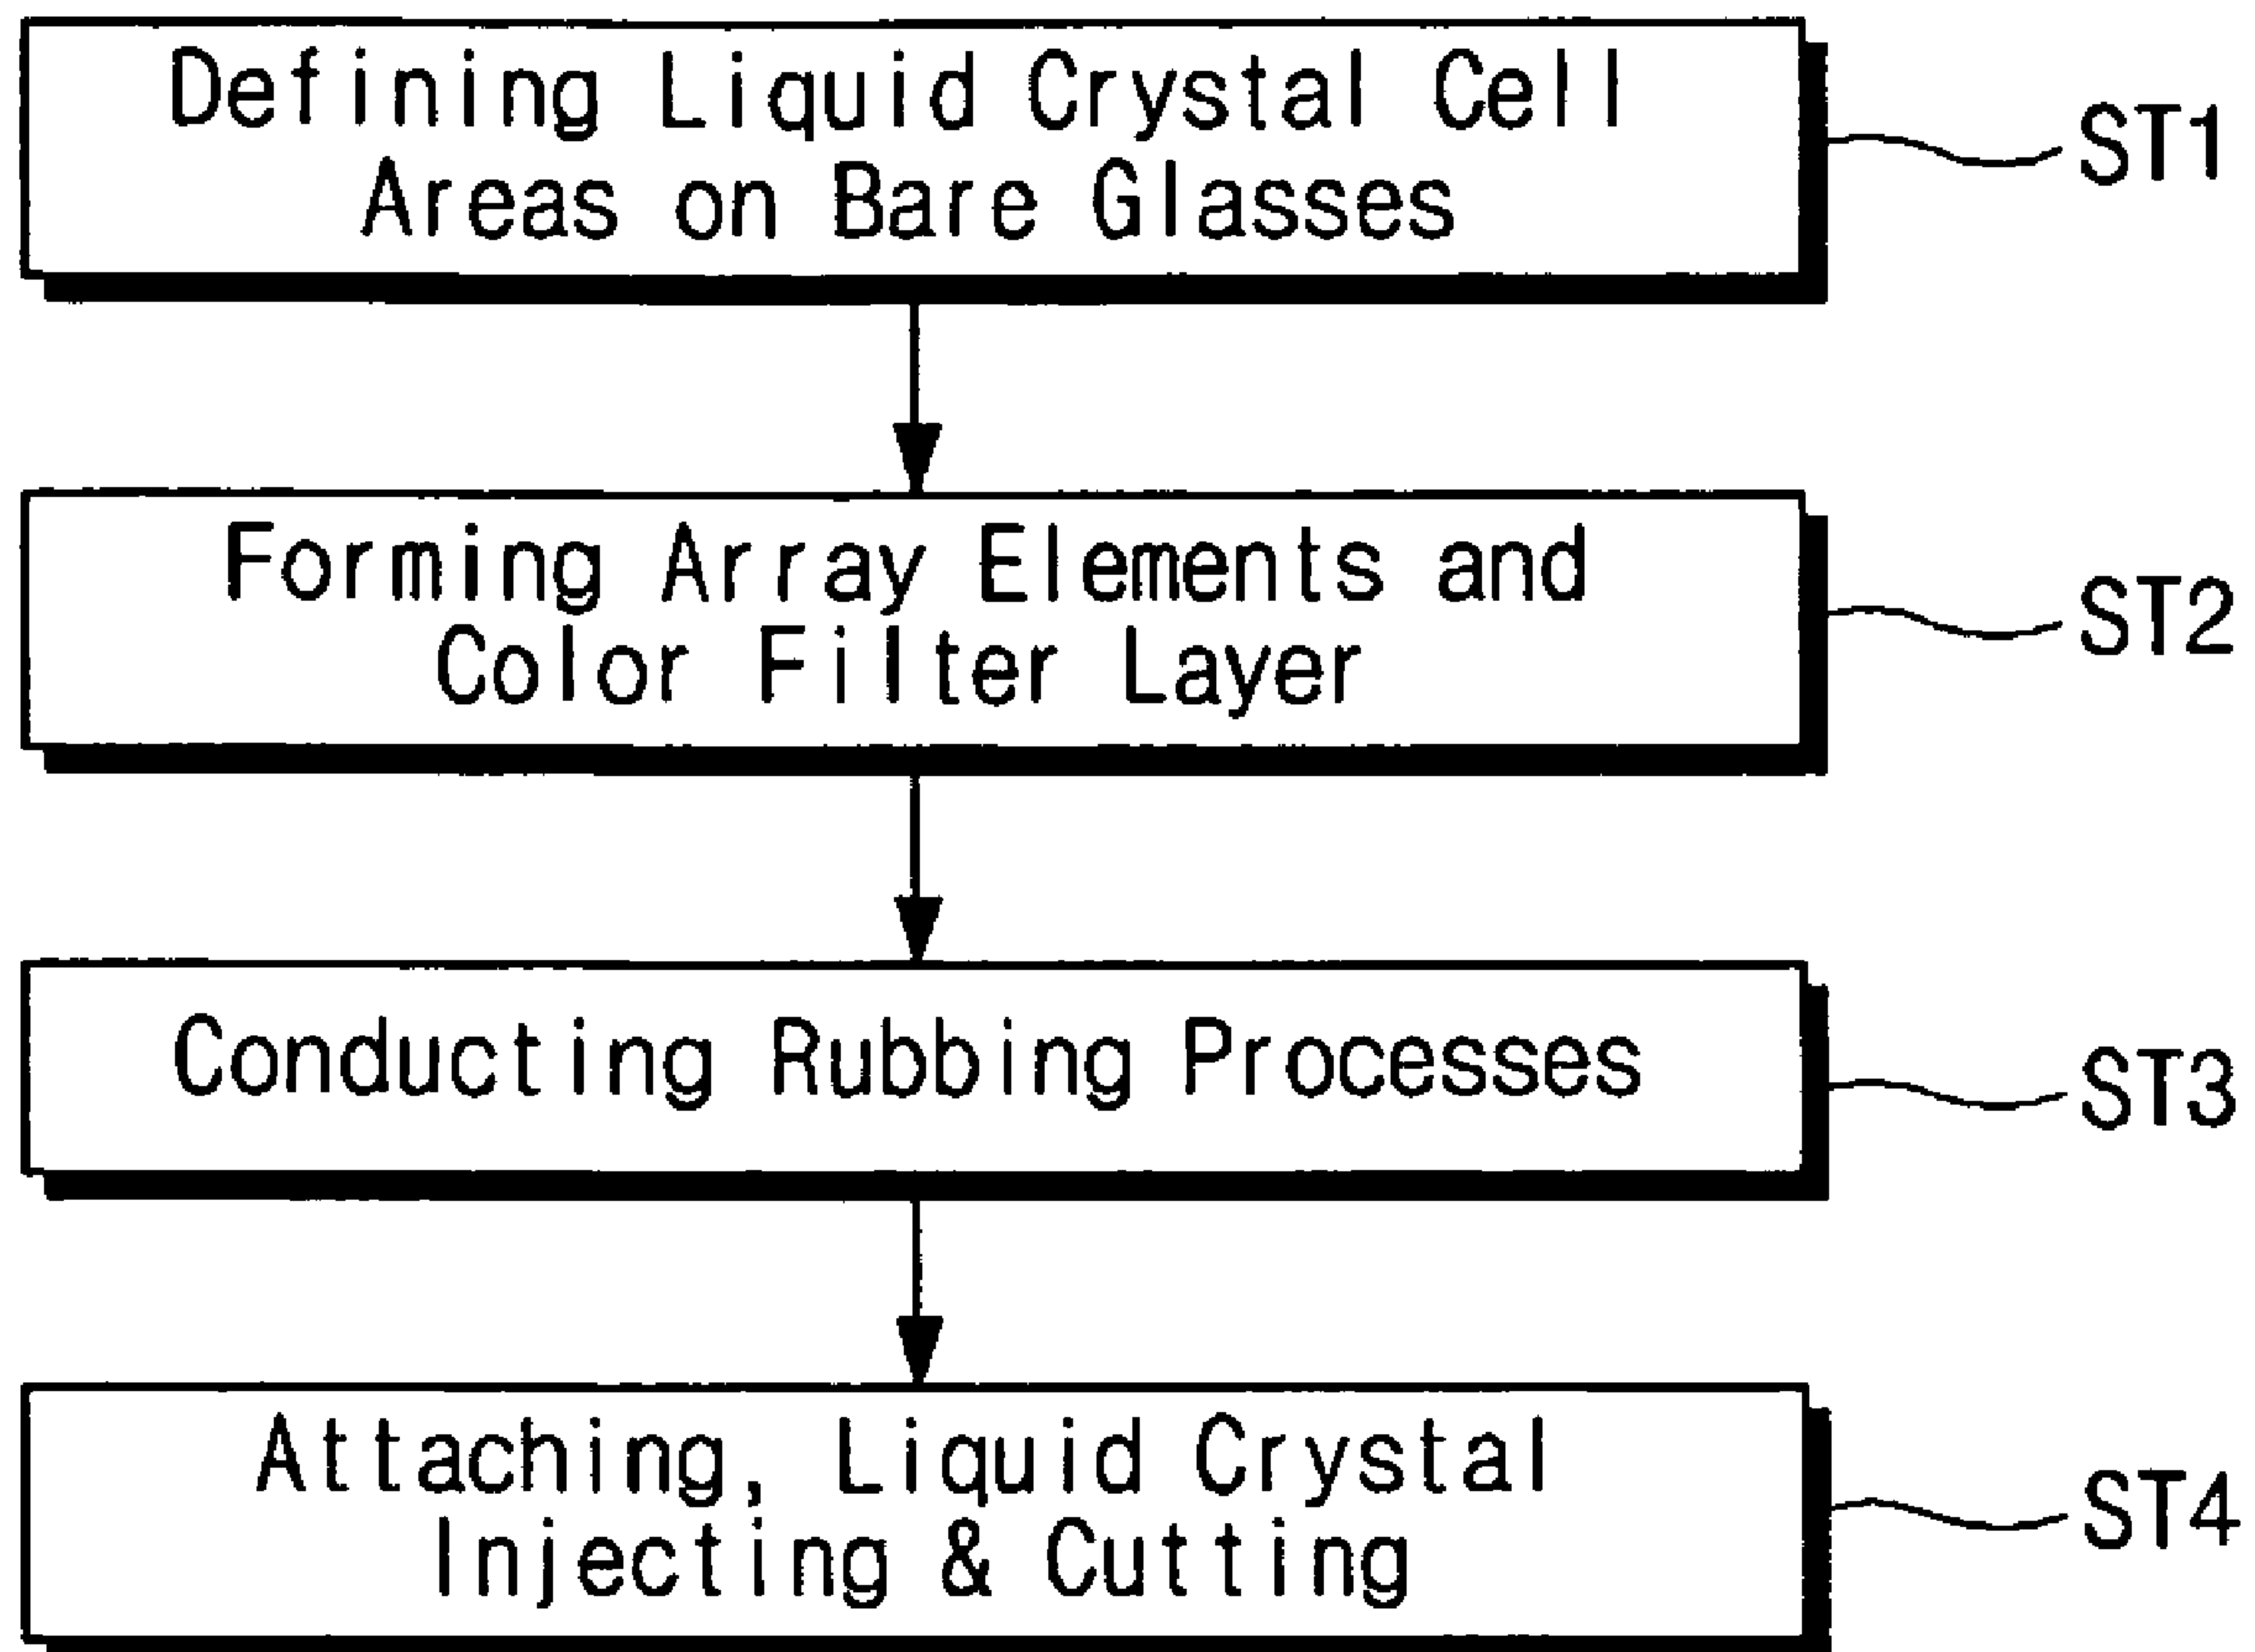 Defining Liquid Crystal Cell
Areas on Bare Glasses
ST1
Forming Array Elements and
Color Filter Layer
ST2
Conducting Rubbing Processes
ST3
Attaching, Liquid Crystal
Injecting & Cutting
ST4